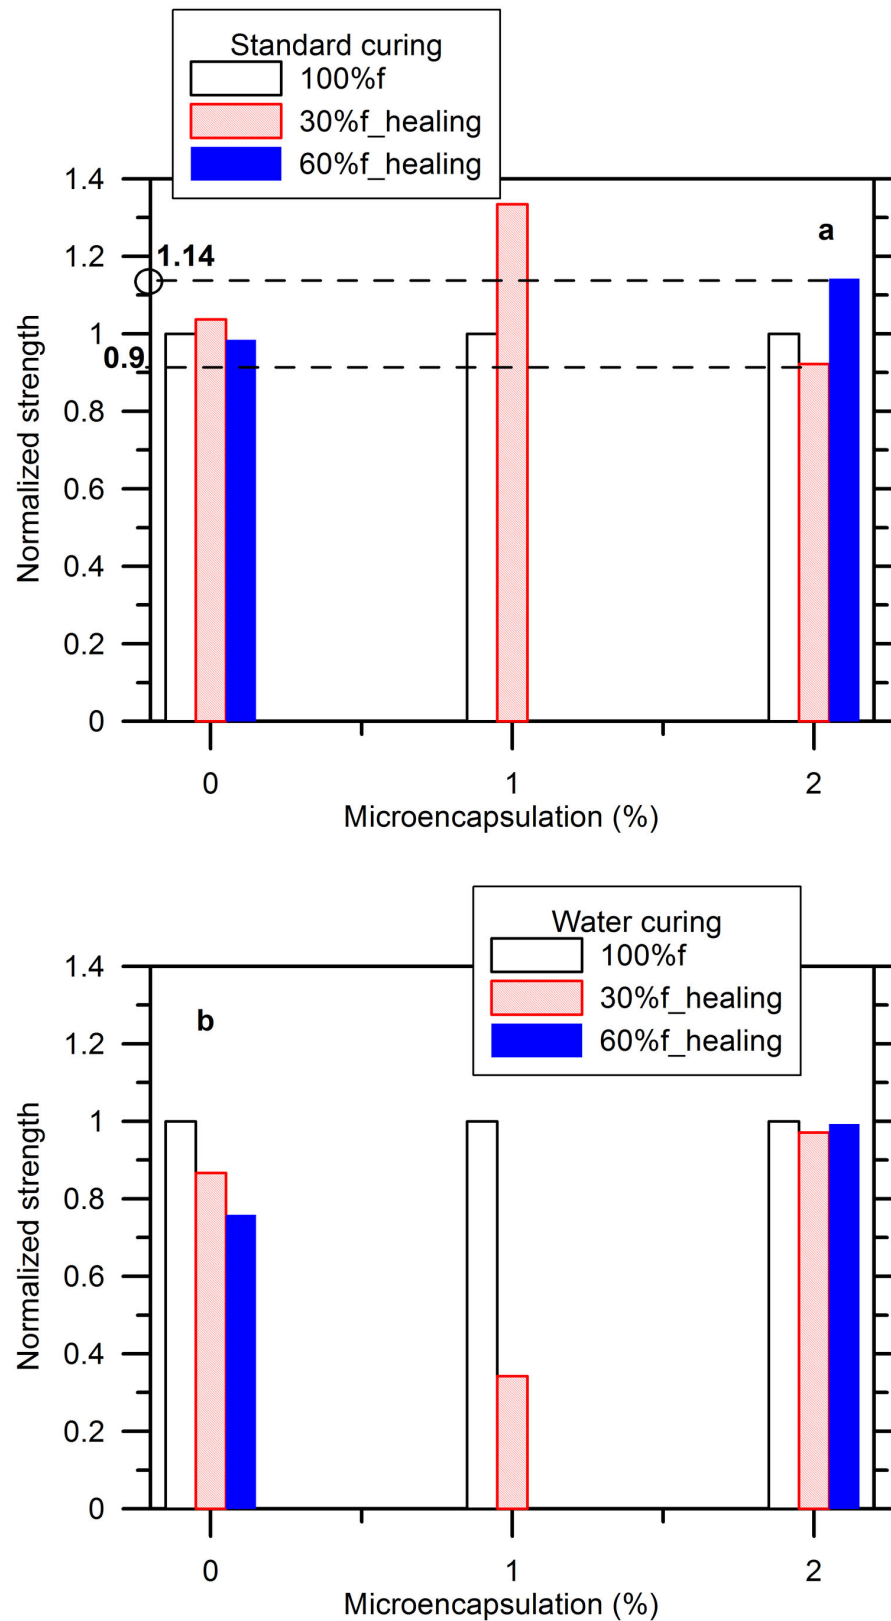 Standard curing
100%f
30%f_healing
60%f_healing
1.4
1.2
1
0.8
0.6
0.4
0.2
0
1.14
0.9
a
Normalized strength
0
1
2
Microencapsulation (%)
Water curing
100%f
30%f_healing
60%f_healing
1.4
1.2
1
0.8
0.6
0.4
0.2
0
b
Normalized strength
0
1
2
Microencapsulation (%)